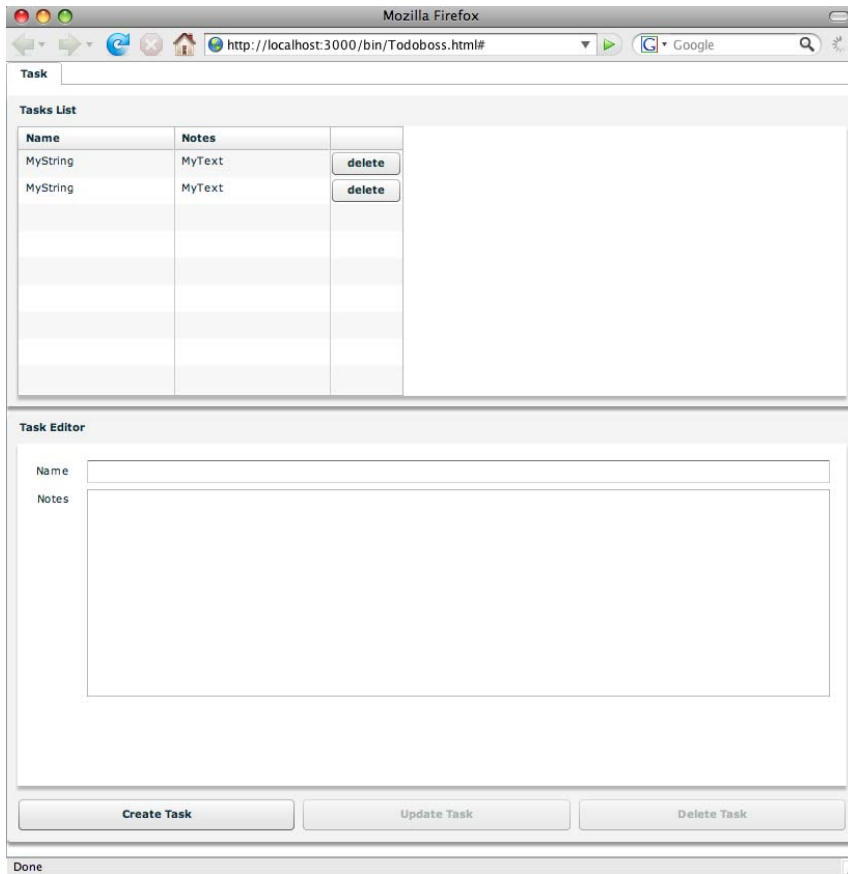 Mozilla Firefox
http://localhost:3000/bin/Todoboss.html#
G Google
Task
Tasks List
Name Notes
MyString MyText delete
MyString MyText delete
Task Editor
Name
Notes
Create Task Update Task Delete Task
Done